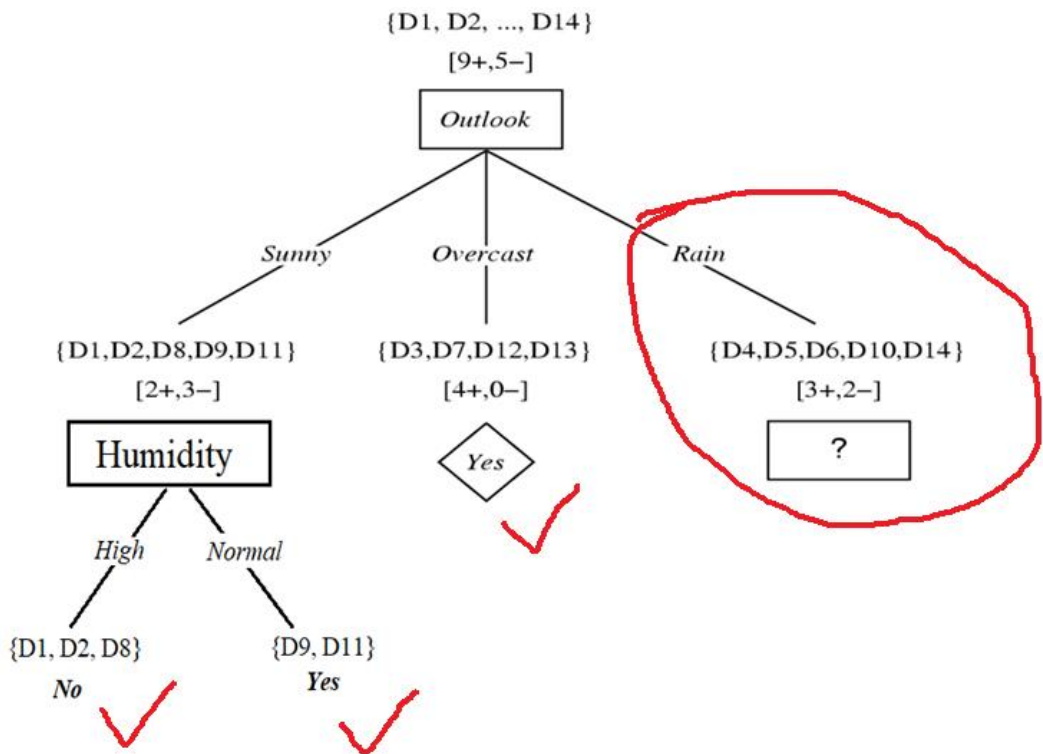 {D1, D2, ..., D14}
[9+,5−]
Outlook
Sunny
Overcast
Rain
{D1,D2,D8,D9,D11}
{D3,D7,D12,D13}
{D4,D5,D6,D10,D14}
[2+,3−]
[4+,0−]
[3+,2−]
Humidity
Yes
?
High
Normal
{D1, D2, D8}
{D9, D11}
No
Yes